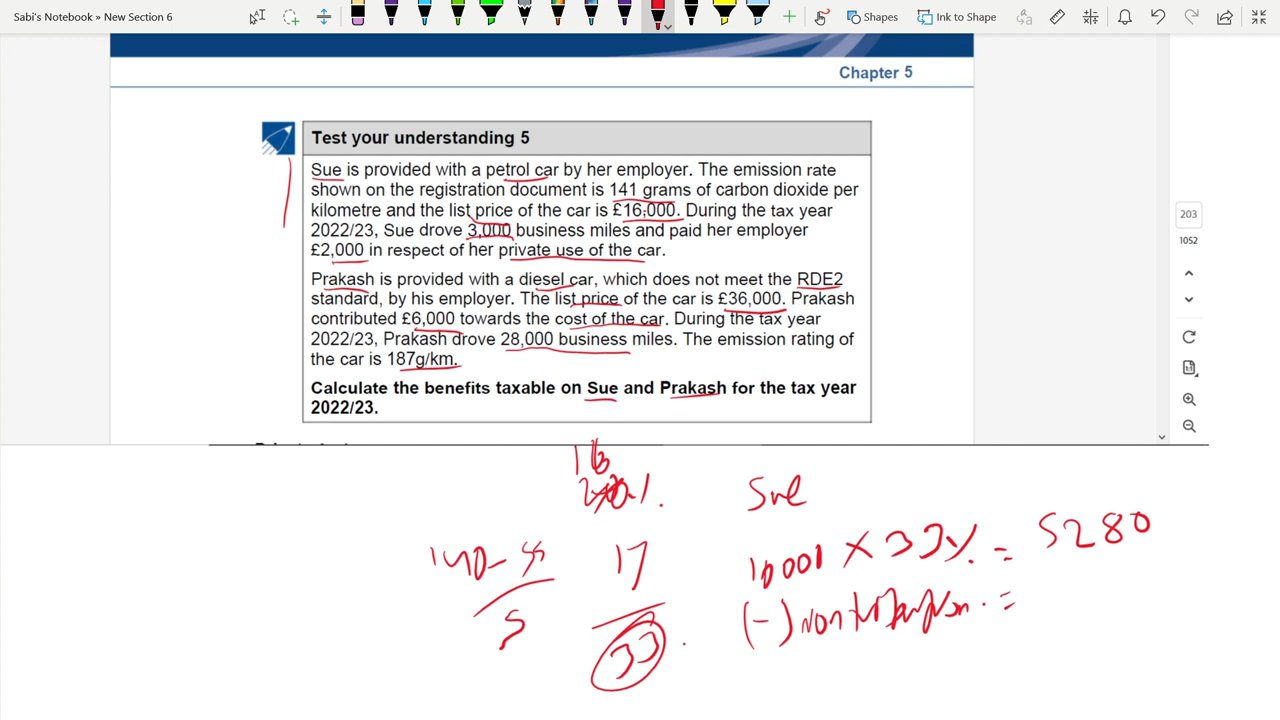 Sabi's Notebook » New Section 6
Shapes
Ink to Shape
Chapter 5
Test your understanding 5
Sue is provided with a petrol car by her employer. The emission rate
shown on the registration document is 141 grams of carbon dioxide per
kilometre and the list price of the car is £16,000. During the tax year
2022/23, Sue drove 3,000 business miles and paid her employer
£2,000 in respect of her private use of the car.
Prakash is provided with a diesel car, which does not meet the RDE2
standard, by his employer. The list price of the car is £36,000. Prakash
contributed £6,000 towards the cost of the car. During the tax year
2022/23, Prakash drove 28,000 business miles. The emission rating of
the car is 187g/km.
Calculate the benefits taxable on Sue and Prakash for the tax year
2022/23.
203
1052
16
Sue
140 - 55
5
17
33
16000 × 33% = 5280
(-)
=